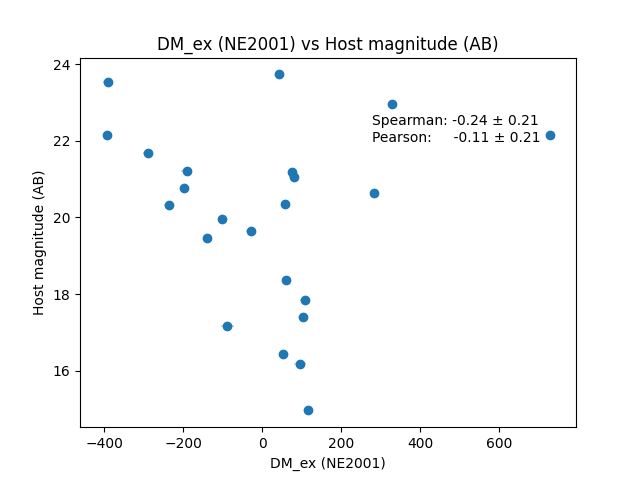 DM_ex (NE2001) vs Host magnitude (AB)
24
22
20
18
16
Host magnitude (AB)
Spearman: -0.24 ± 0.21
Pearson: -0.11 ± 0.21
−400 −200 0 200 400 600
DM_ex (NE2001)